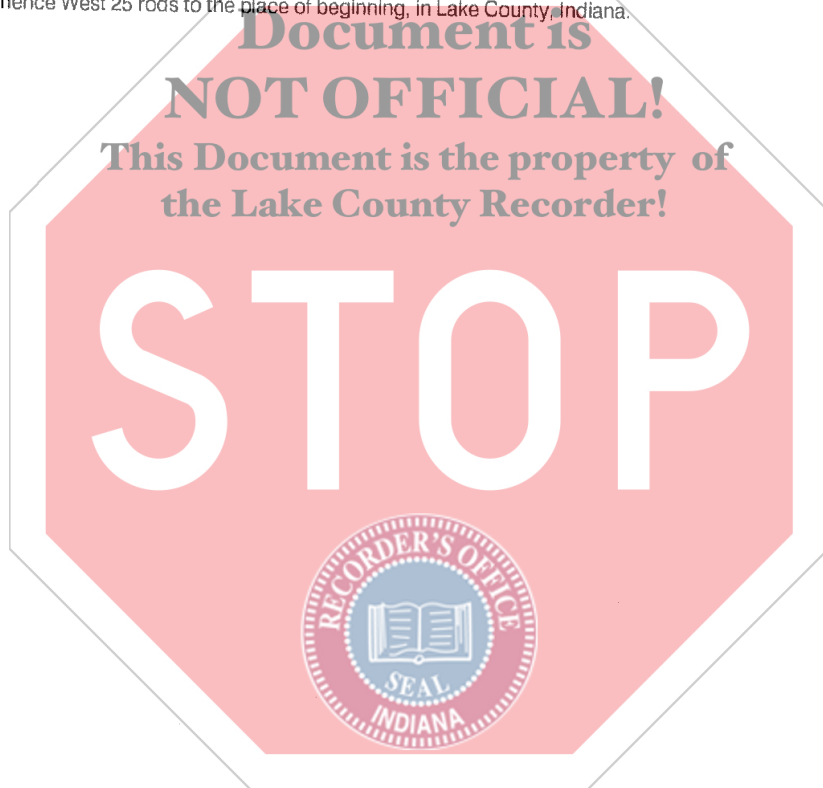 hence West 25 rods to the place of beginning, in Lake County, Indiana.
Document is
NOT OFFICIAL!
This Document is the property of
the Lake County Recorder!
STOP
RECORDER'S OFFICE
SEAL
INDIANA